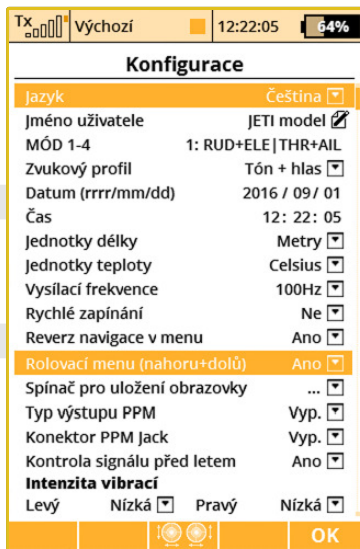 Tx Výchozí 12:22:05 64%
Konfigurace
Jazyk Čeština
Jméno uživatele JETI model
MÓD 1-4 1: RUD+ELE|THR+AIL
Zvukový profil Tón + hlas
Datum (rrrr/mm/dd) 2016 / 09/ 01
Čas 12: 22: 05
Jednotky délky Metry
Jednotky teploty Celsius
Vysílací frekvence 100Hz
Rychlé zapínání Ne
Reverz navigace v menu Ano
Rolovací menu (nahoru+dolů) Ano
Spínač pro uložení obrazovky ...
Typ výstupu PPM Vyp.
Konektor PPM Jack Vyp.
Kontrola signálu před letem Ano
Intenzita vibrací
Levý Nízká Pravý Nízká
OK